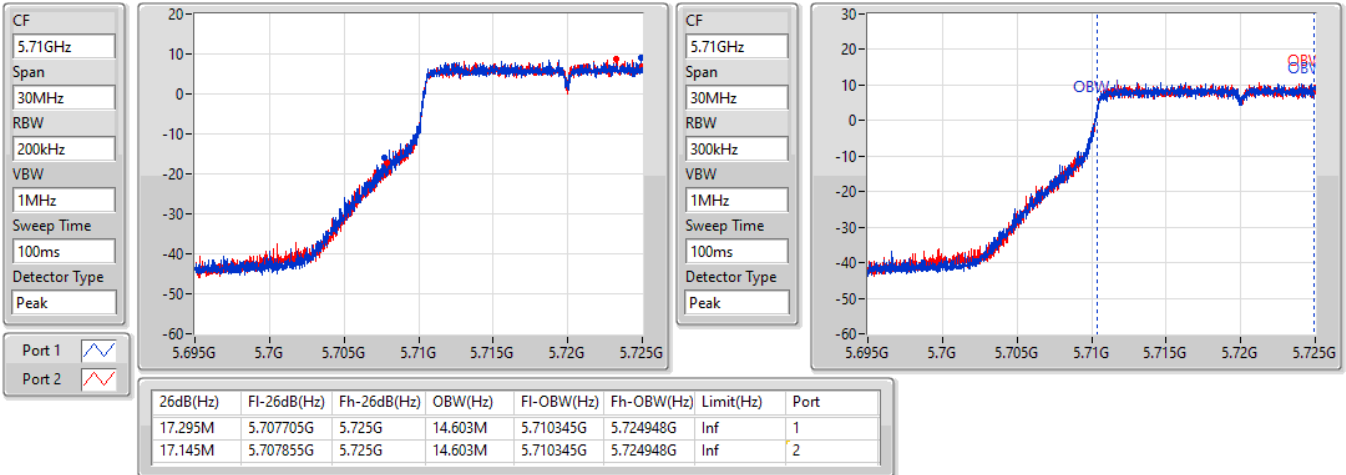 CF
5.71GHz
Span
30MHz
RBW
200kHz
VBW
1MHz
Sweep Time
100ms
Detector Type
Peak
Port 1
Port 2
20
10
0
-10
-20
-30
-40
-50
-60
5.695G 5.7G 5.705G 5.71G 5.715G 5.72G 5.725G
CF
5.71GHz
Span
30MHz
RBW
300kHz
VBW
1MHz
Sweep Time
100ms
Detector Type
Peak
30
20
10
0
-10
-20
-30
-40
-50
-60
OBW
5.695G 5.7G 5.705G 5.71G 5.715G 5.72G 5.725G
26dB(Hz) Fl-26dB(Hz) Fh-26dB(Hz) OBW(Hz) Fl-OBW(Hz) Fh-OBW(Hz) Limit(Hz) Port
17.295M 5.707705G 5.725G 14.603M 5.710345G 5.724948G Inf 1
17.145M 5.707855G 5.725G 14.603M 5.710345G 5.724948G Inf 2